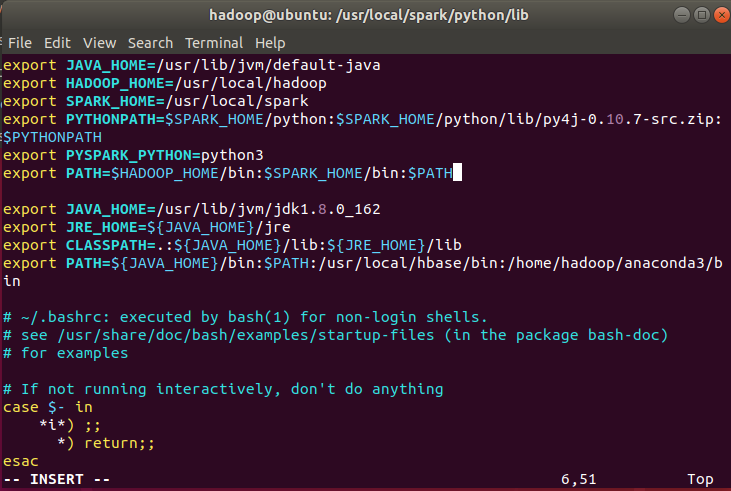 hadoop@ubuntu: /usr/local/spark/python/lib
File Edit View Search Terminal Help
export JAVA_HOME=/usr/lib/jvm/default-java
export HADOOP_HOME=/usr/local/hadoop
export SPARK_HOME=/usr/local/spark
export PYTHONPATH=$SPARK_HOME/python:$SPARK_HOME/python/lib/py4j-0.10.7-src.zip:
$PYTHONPATH
export PYSPARK_PYTHON=python3
export PATH=$HADOOP_HOME/bin:$SPARK_HOME/bin:$PATH
export JAVA_HOME=/usr/lib/jvm/jdk1.8.0_162
export JRE_HOME=${JAVA_HOME}/jre
export CLASSPATH=.:${JAVA_HOME}/lib:${JRE_HOME}/lib
export PATH=${JAVA_HOME}/bin:$PATH:/usr/local/hbase/bin:/home/hadoop/anaconda3/b
in
# ~/.bashrc: executed by bash(1) for non-login shells.
# see /usr/share/doc/bash/examples/startup-files (in the package bash-doc)
# for examples
# If not running interactively, don't do anything
case $- in
    *i*) ;;
      *) return;;
esac
-- INSERT -- 6,51 Top